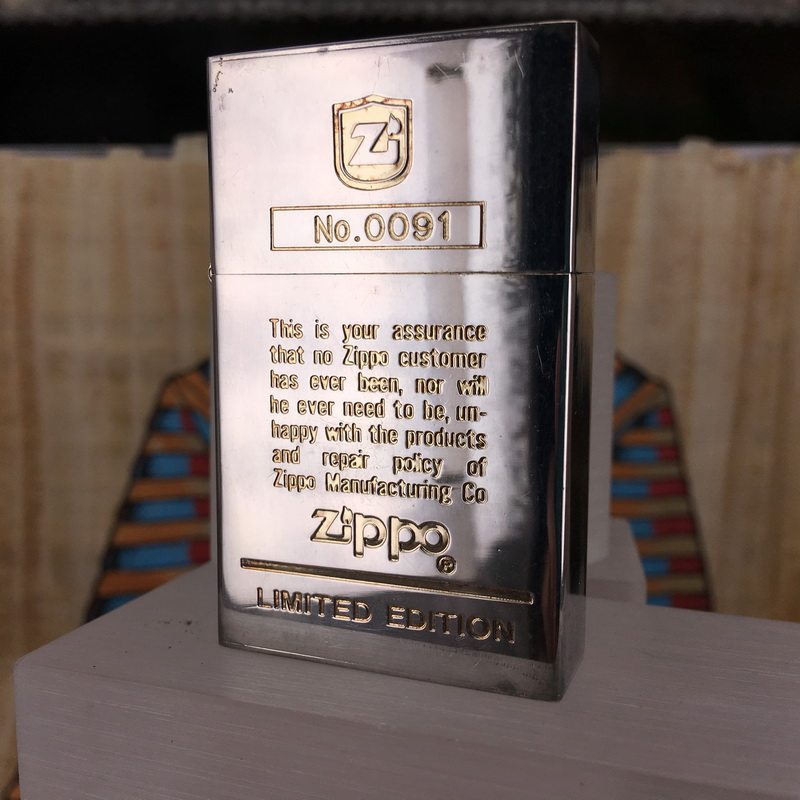 Zi
No.0091
This is your assurance
that no Zippo customer
has ever been, nor will
he ever need to be, un-
happy with the products
and repair policy of
Zippo Manufacturing Co
Zippo ®
LIMITED EDITION